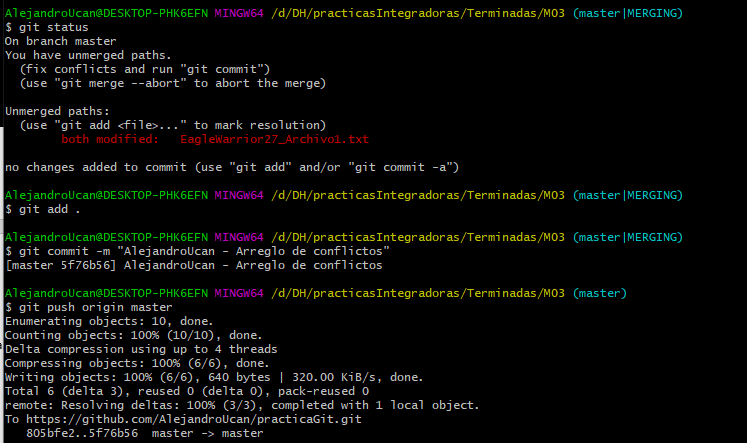 AlejandroUcan@DESKTOP-PHK6EFN MINGW64 /d/DH/practicasIntegradoras/Terminadas/M03 (master|MERGING)
$ git status
On branch master
You have unmerged paths.
  (fix conflicts and run "git commit")
  (use "git merge --abort" to abort the merge)

Unmerged paths:
  (use "git add <file>..." to mark resolution)
        both modified:   EagleWarrior27_Archivo1.txt

no changes added to commit (use "git add" and/or "git commit -a")

AlejandroUcan@DESKTOP-PHK6EFN MINGW64 /d/DH/practicasIntegradoras/Terminadas/M03 (master|MERGING)
$ git add .

AlejandroUcan@DESKTOP-PHK6EFN MINGW64 /d/DH/practicasIntegradoras/Terminadas/M03 (master|MERGING)
$ git commit -m "AlejandroUcan - Arreglo de conflictos"
[master 5f76b56] AlejandroUcan - Arreglo de conflictos

AlejandroUcan@DESKTOP-PHK6EFN MINGW64 /d/DH/practicasIntegradoras/Terminadas/M03 (master)
$ git push origin master
Enumerating objects: 10, done.
Counting objects: 100% (10/10), done.
Delta compression using up to 4 threads
Compressing objects: 100% (6/6), done.
Writing objects: 100% (6/6), 640 bytes | 320.00 KiB/s, done.
Total 6 (delta 3), reused 0 (delta 0), pack-reused 0
remote: Resolving deltas: 100% (3/3), completed with 1 local object.
To https://github.com/AlejandroUcan/practicaGit.git
   805bfe2..5f76b56  master -> master